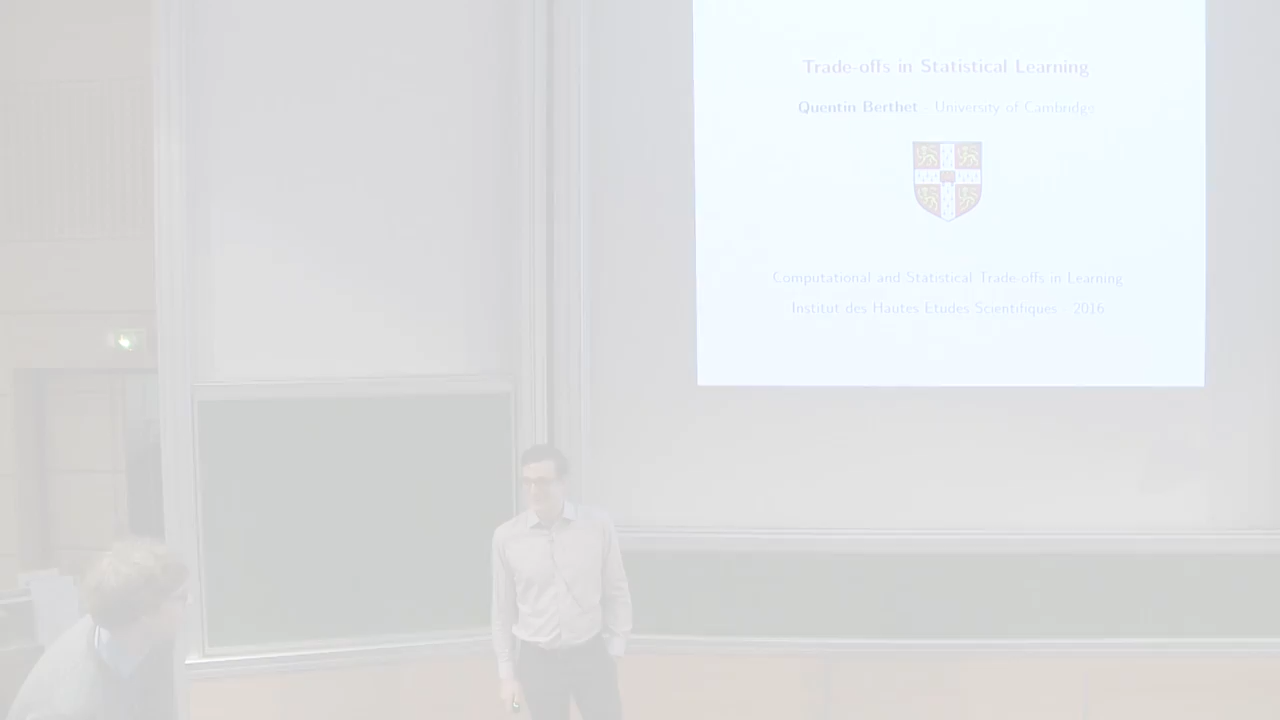 Trade-offs in Statistical Learning
Quentin Berthet - University of Cambridge
Computational and Statistical Trade-offs in Learning
Institut des Hautes Etudes Scientifiques - 2016